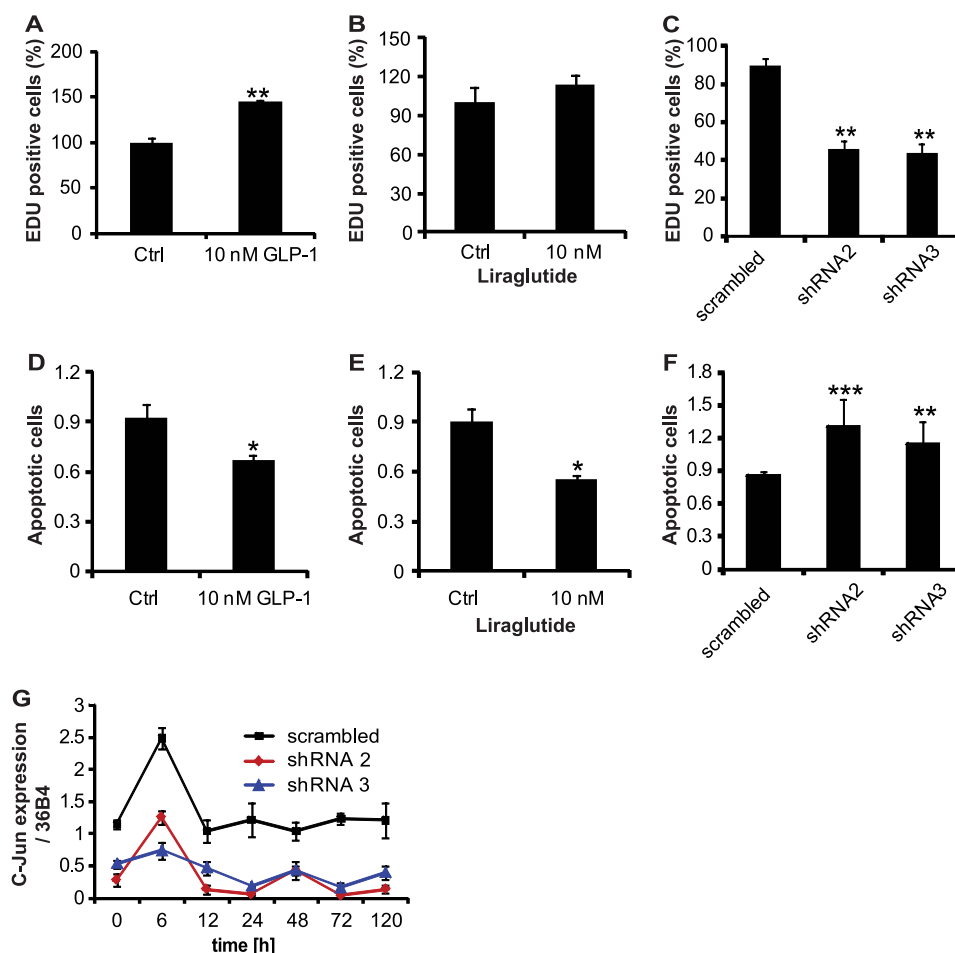 A
EDU positive cells (%)
200
150
100
50
0
**
Ctrl
10 nM GLP-1
B
EDU positive cells (%)
150
120
90
60
30
0
Ctrl
10 nM
Liraglutide
C
EDU positive cells (%)
100
80
60
40
20
0
**
**
scrambled
shRNA2
shRNA3
D
Apoptotic cells
1.2
0.9
0.6
0.3
0
*
Ctrl
10 nM GLP-1
E
Apoptotic cells
1.2
0.9
0.6
0.3
0
*
Ctrl
10 nM
Liraglutide
F
Apoptotic cells
1.8
1.5
1.2
0.9
0.6
0.3
0
***
**
scrambled
shRNA2
shRNA3
G
C-Jun expression
/ 36B4
3
2.5
2
1.5
1
0.5
0
scrambled
shRNA 2
shRNA 3
0 6 12 24 48 72 120
time [h]